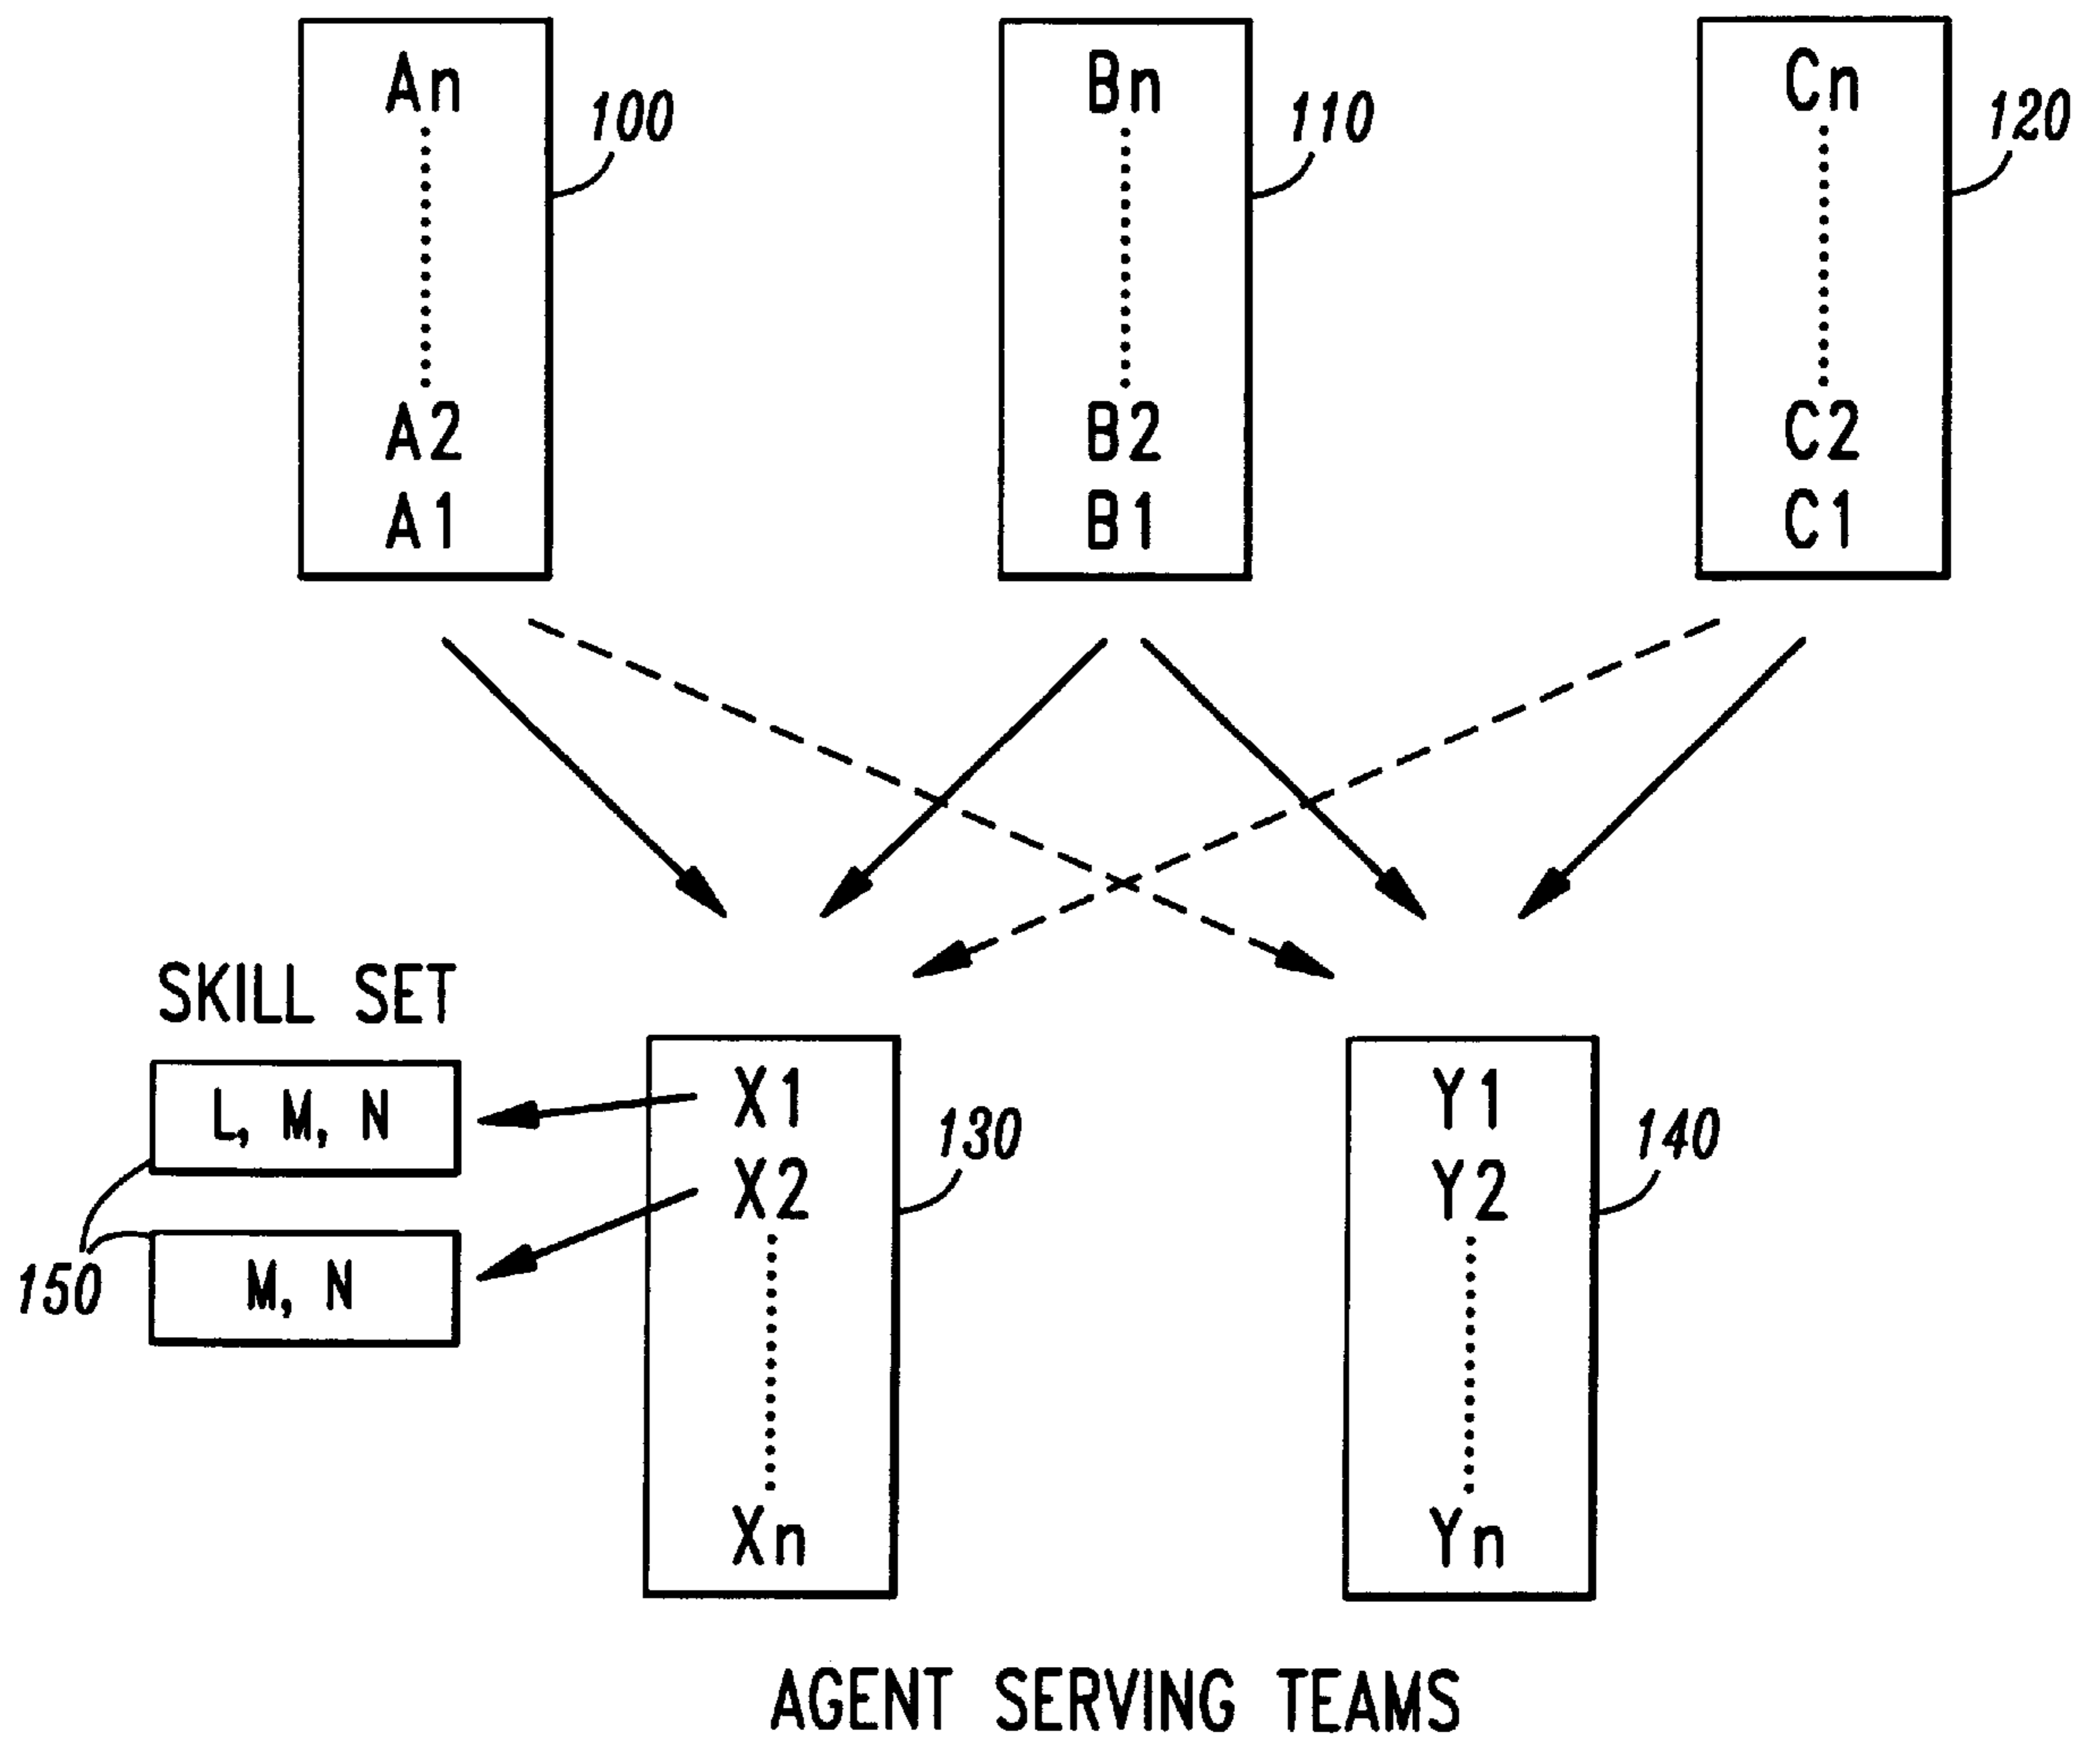 An
100
A2
A1
Bn
110
B2
B1
Cn
120
C2
C1
SKILL SET
L, M, N
M, N
150
X1
X2
Xn
130
Y1
Y2
Yn
140
AGENT SERVING TEAMS